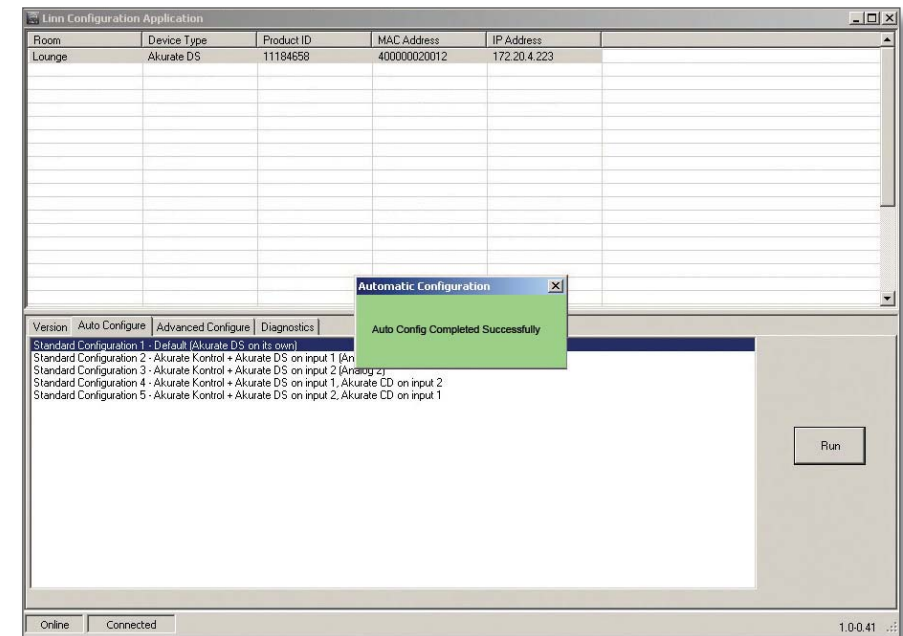 Linn Configuration Application
Room Device Type Product ID MAC Address IP Address
Lounge Akurate DS 11184658 400000020012 172.20.4.223
Automatic Configuration
Auto Config Completed Successfully
Version Auto Configure Advanced Configure Diagnostics
Standard Configuration 1 - Default (Akurate DS on its own)
Standard Configuration 2 - Akurate Kontrol + Akurate DS on input 1 (An
Standard Configuration 3 - Akurate Kontrol + Akurate DS on input 2 (Analog 2)
Standard Configuration 4 - Akurate Kontrol + Akurate DS on input 1, Akurate CD on input 2
Standard Configuration 5 - Akurate Kontrol + Akurate DS on input 2, Akurate CD on input 1
Run
Online Connected 1.0-0.41